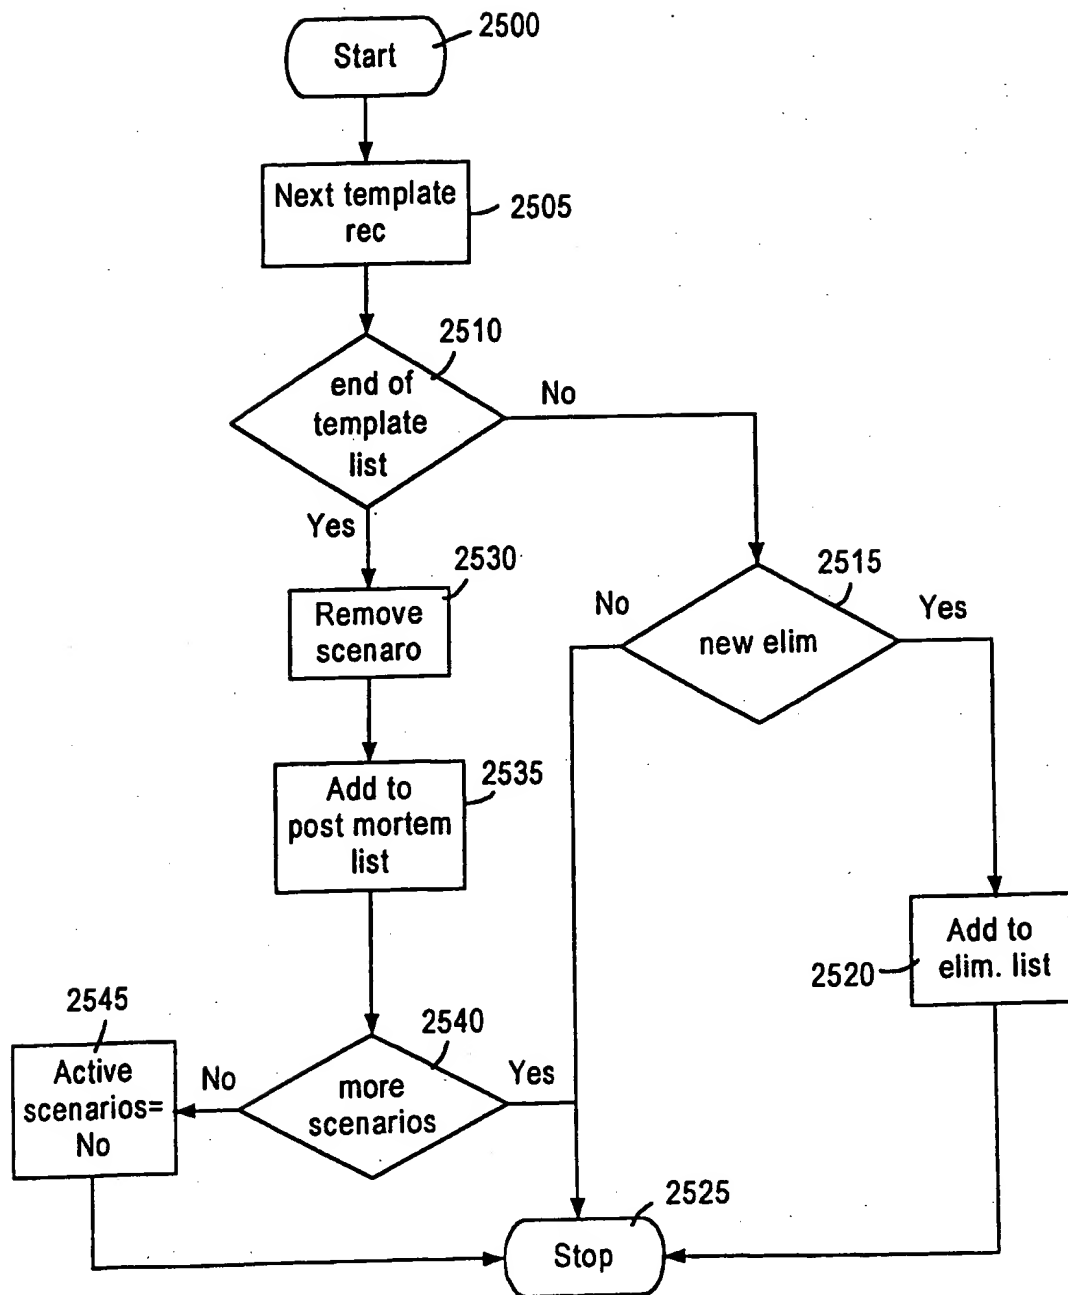 2500
Start
Next template
rec
2505
2510
end of
template
list
No
Yes
2530
Remove
scenaro
2515
No
Yes
new elim
Add to
post mortem
list
2535
Add to
elim. list
2520
2545
Active
scenarios=
No
No
2540
more
scenarios
Yes
2525
Stop